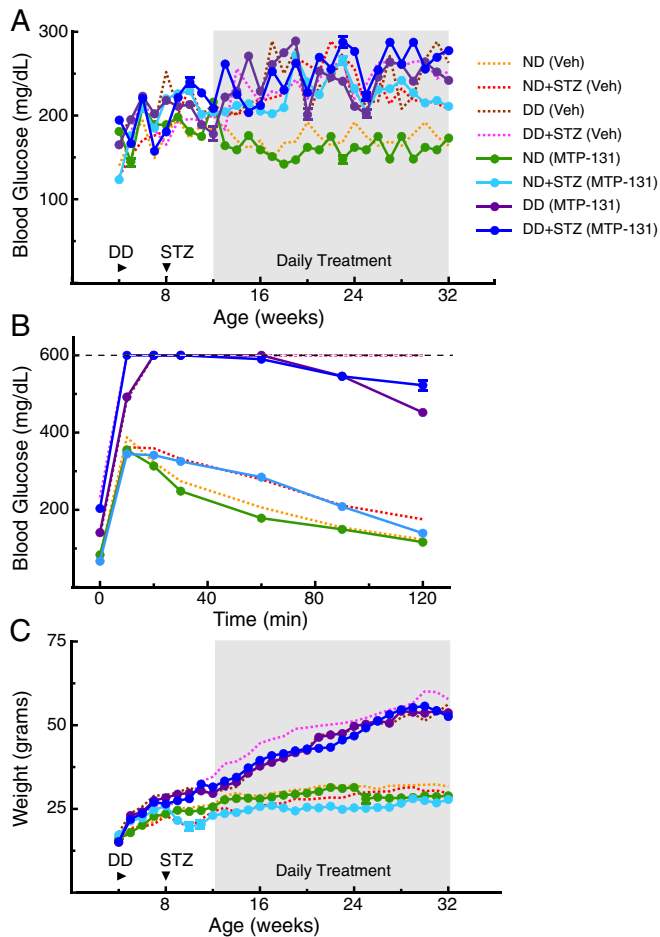 A
Blood Glucose (mg/dL)
300
200
100
DD
STZ
Daily Treatment
8
16
24
32
Age (weeks)
ND (Veh)
ND+STZ (Veh)
DD (Veh)
DD+STZ (Veh)
ND (MTP-131)
ND+STZ (MTP-131)
DD (MTP-131)
DD+STZ (MTP-131)
B
Blood Glucose (mg/dL)
600
400
200
0
40
80
120
Time (min)
C
Weight (grams)
75
50
25
DD
STZ
Daily Treatment
8
16
24
32
Age (weeks)